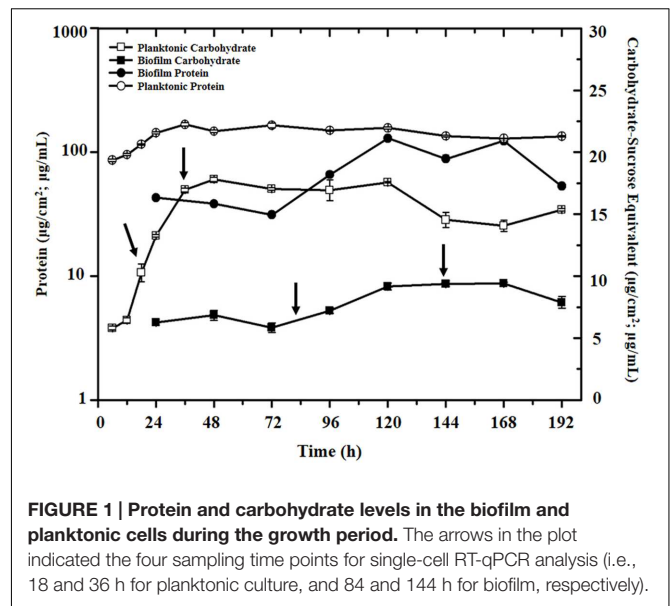 1000
100
10
1
Protein (µg/cm²; µg/mL)
Planktonic Carbohydrate
Biofilm Carbohydrate
Biofilm Protein
Planktonic Protein
30
25
20
15
10
5
0
Carbohydrate-Sucrose Equivalent (µg/cm²; µg/mL)
0 24 48 72 96 120 144 168 192
Time (h)
FIGURE 1 | Protein and carbohydrate levels in the biofilm and
planktonic cells during the growth period. The arrows in the plot
indicated the four sampling time points for single-cell RT-qPCR analysis (i.e.,
18 and 36 h for planktonic culture, and 84 and 144 h for biofilm, respectively).